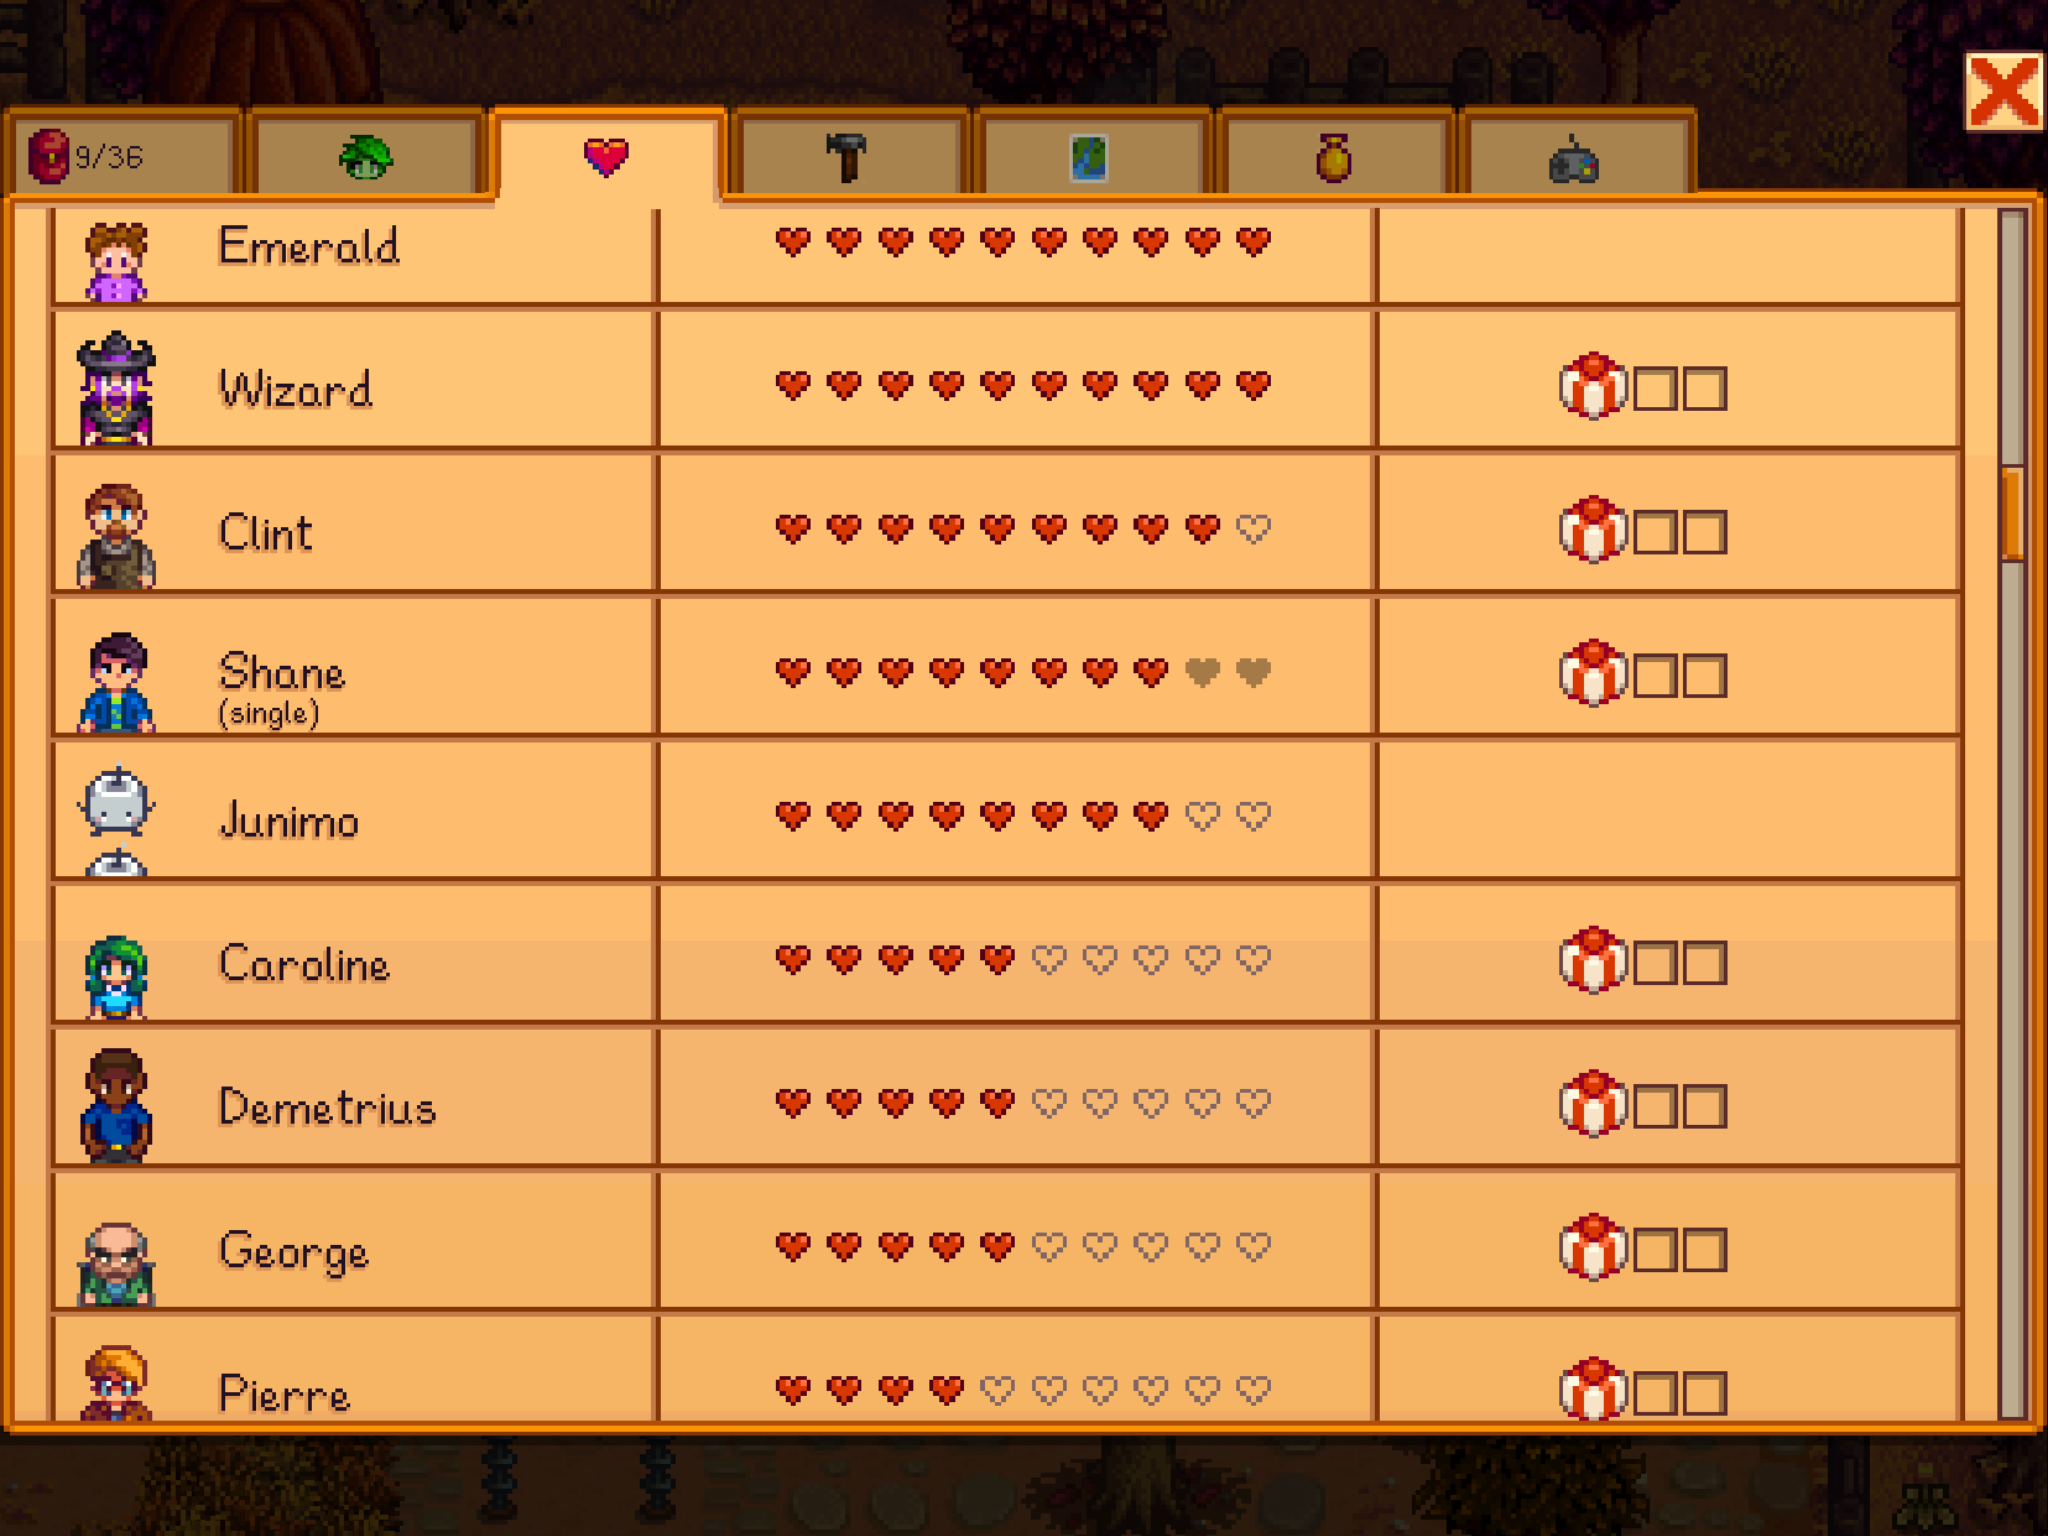 9/36
Emerald
Wizard
Clint
Shane
(single)
Junimo
Caroline
Demetrius
George
Pierre